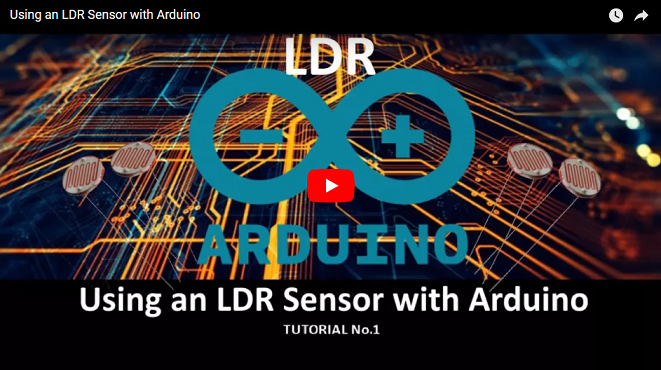 Using an LDR Sensor with Arduino
LDR
ARDUINO
Using an LDR Sensor with Arduino
TUTORIAL No.1